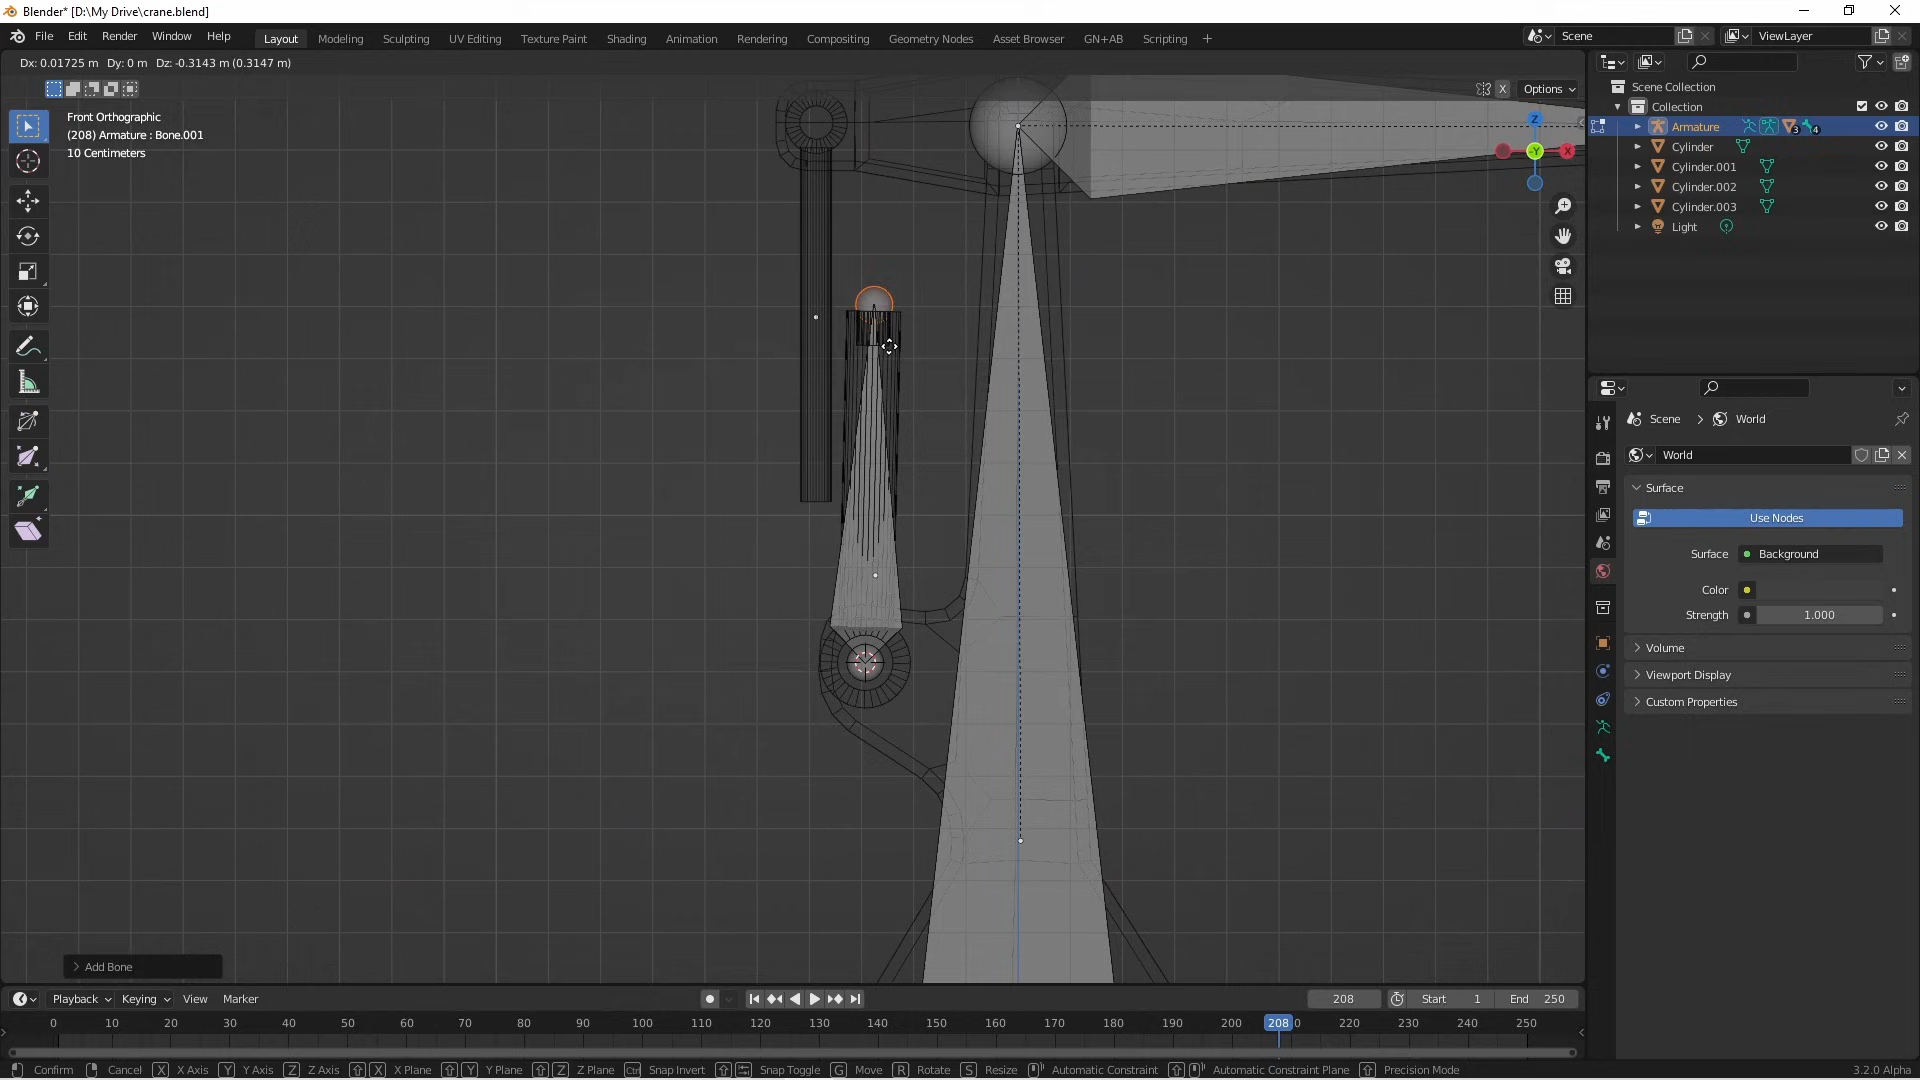 Blender* [D:\My Drive\crane.blend]
File Edit Render Window Help Layout Modeling Sculpting UV Editing Texture Paint Shading Animation Rendering Compositing Geometry Nodes Asset Browser GN+AB Scripting + Scene ViewLayer
Dx: 0.01725 m Dy: 0 m Dz: -0.3143 m (0.3147 m)
X Options
Front Orthographic
(208) Armature : Bone.001
10 Centimeters
Z
-Y
X
Scene Collection
Collection
Armature 3 4
Cylinder
Cylinder.001
Cylinder.002
Cylinder.003
Light
Scene > World
World
Surface
Use Nodes
Surface Background
Color
Strength 1.000
Volume
Viewport Display
Custom Properties
Add Bone
Playback Keying View Marker 208 Start 1 End 250
0 10 20 30 40 50 60 70 80 90 100 110 120 130 140 150 160 170 180 190 200 208 0 220 230 240 250
Confirm Cancel X X Axis Y Y Axis Z Z Axis X X Plane Y Y Plane Z Z Plane Ctrl Snap Invert Snap Toggle G Move R Rotate S Resize Automatic Constraint Automatic Constraint Plane Precision Mode 3.2.0 Alpha